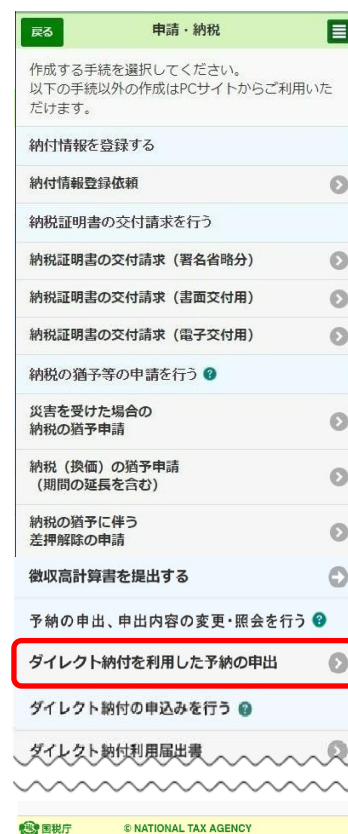 戻る
申請・納税
作成する手続を選択してください。
以下の手続以外の作成はPCサイトからご利用いた
だけます。
納付情報を登録する
納付情報登録依頼
納税証明書の交付請求を行う
納税証明書の交付請求（署名省略分）
納税証明書の交付請求（書面交付用）
納税証明書の交付請求（電子交付用）
納税の猶予等の申請を行う ?
災害を受けた場合の
納税の猶予申請
納税（換価）の猶予申請
（期間の延長を含む）
納税の猶予に伴う
差押解除の申請
徴収高計算書を提出する
予納の申出、申出内容の変更・照会を行う ?
ダイレクト納付を利用した予納の申出
ダイレクト納付の申込みを行う ?
ダイレクト納付利用届出書
国税庁
© NATIONAL TAX AGENCY